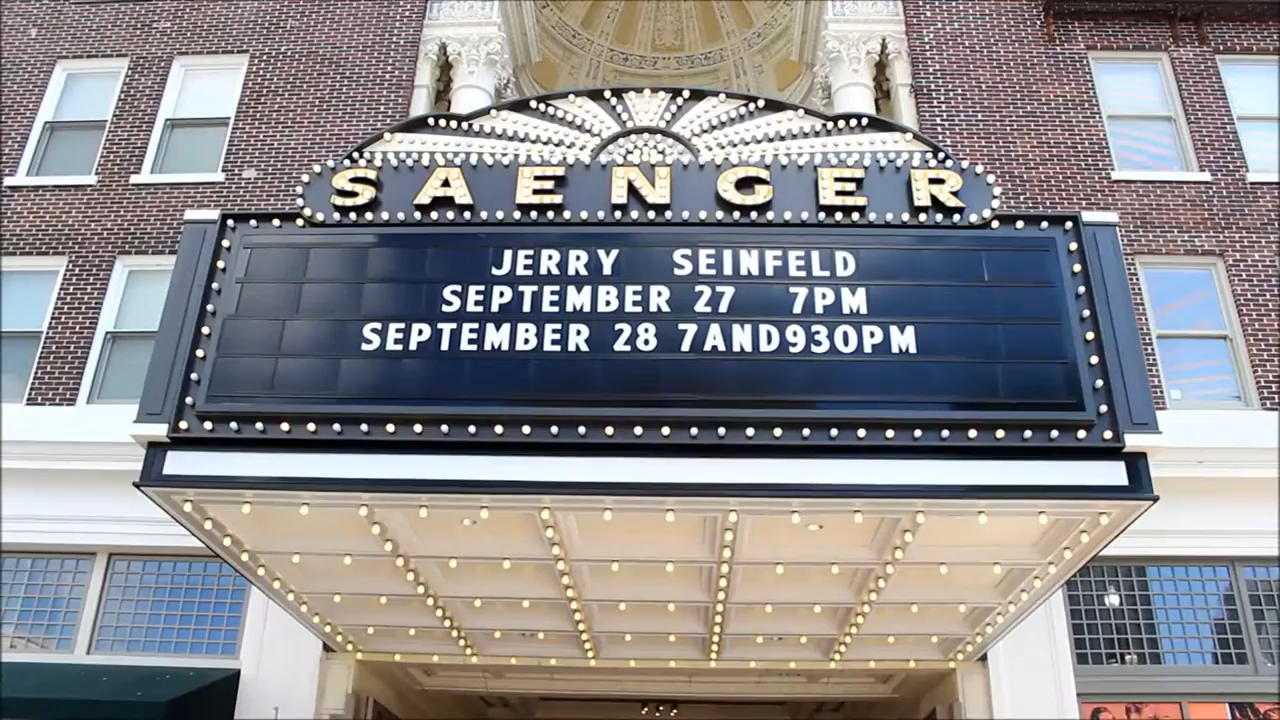 SAENGER
JERRY SEINFELD
SEPTEMBER 27 7PM
SEPTEMBER 28 7AND930PM